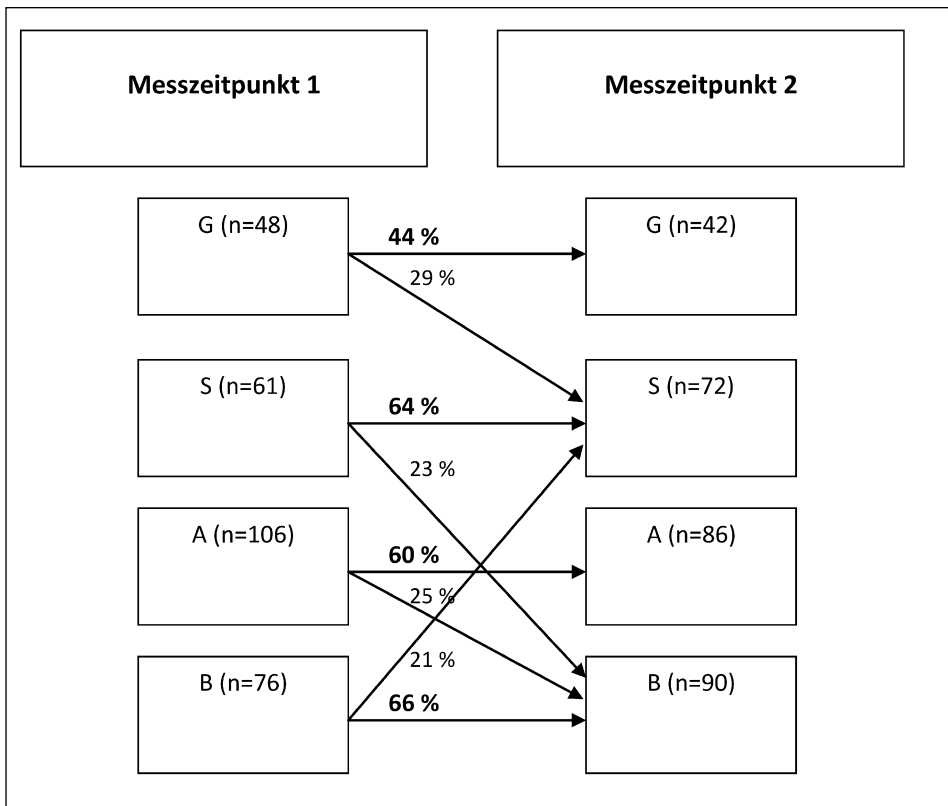 Messzeitpunkt 1
Messzeitpunkt 2
G (n=48)
44 %
29 %
G (n=42)
S (n=61)
64 %
23 %
S (n=72)
A (n=106)
60 %
25 %
A (n=86)
B (n=76)
21 %
66 %
B (n=90)